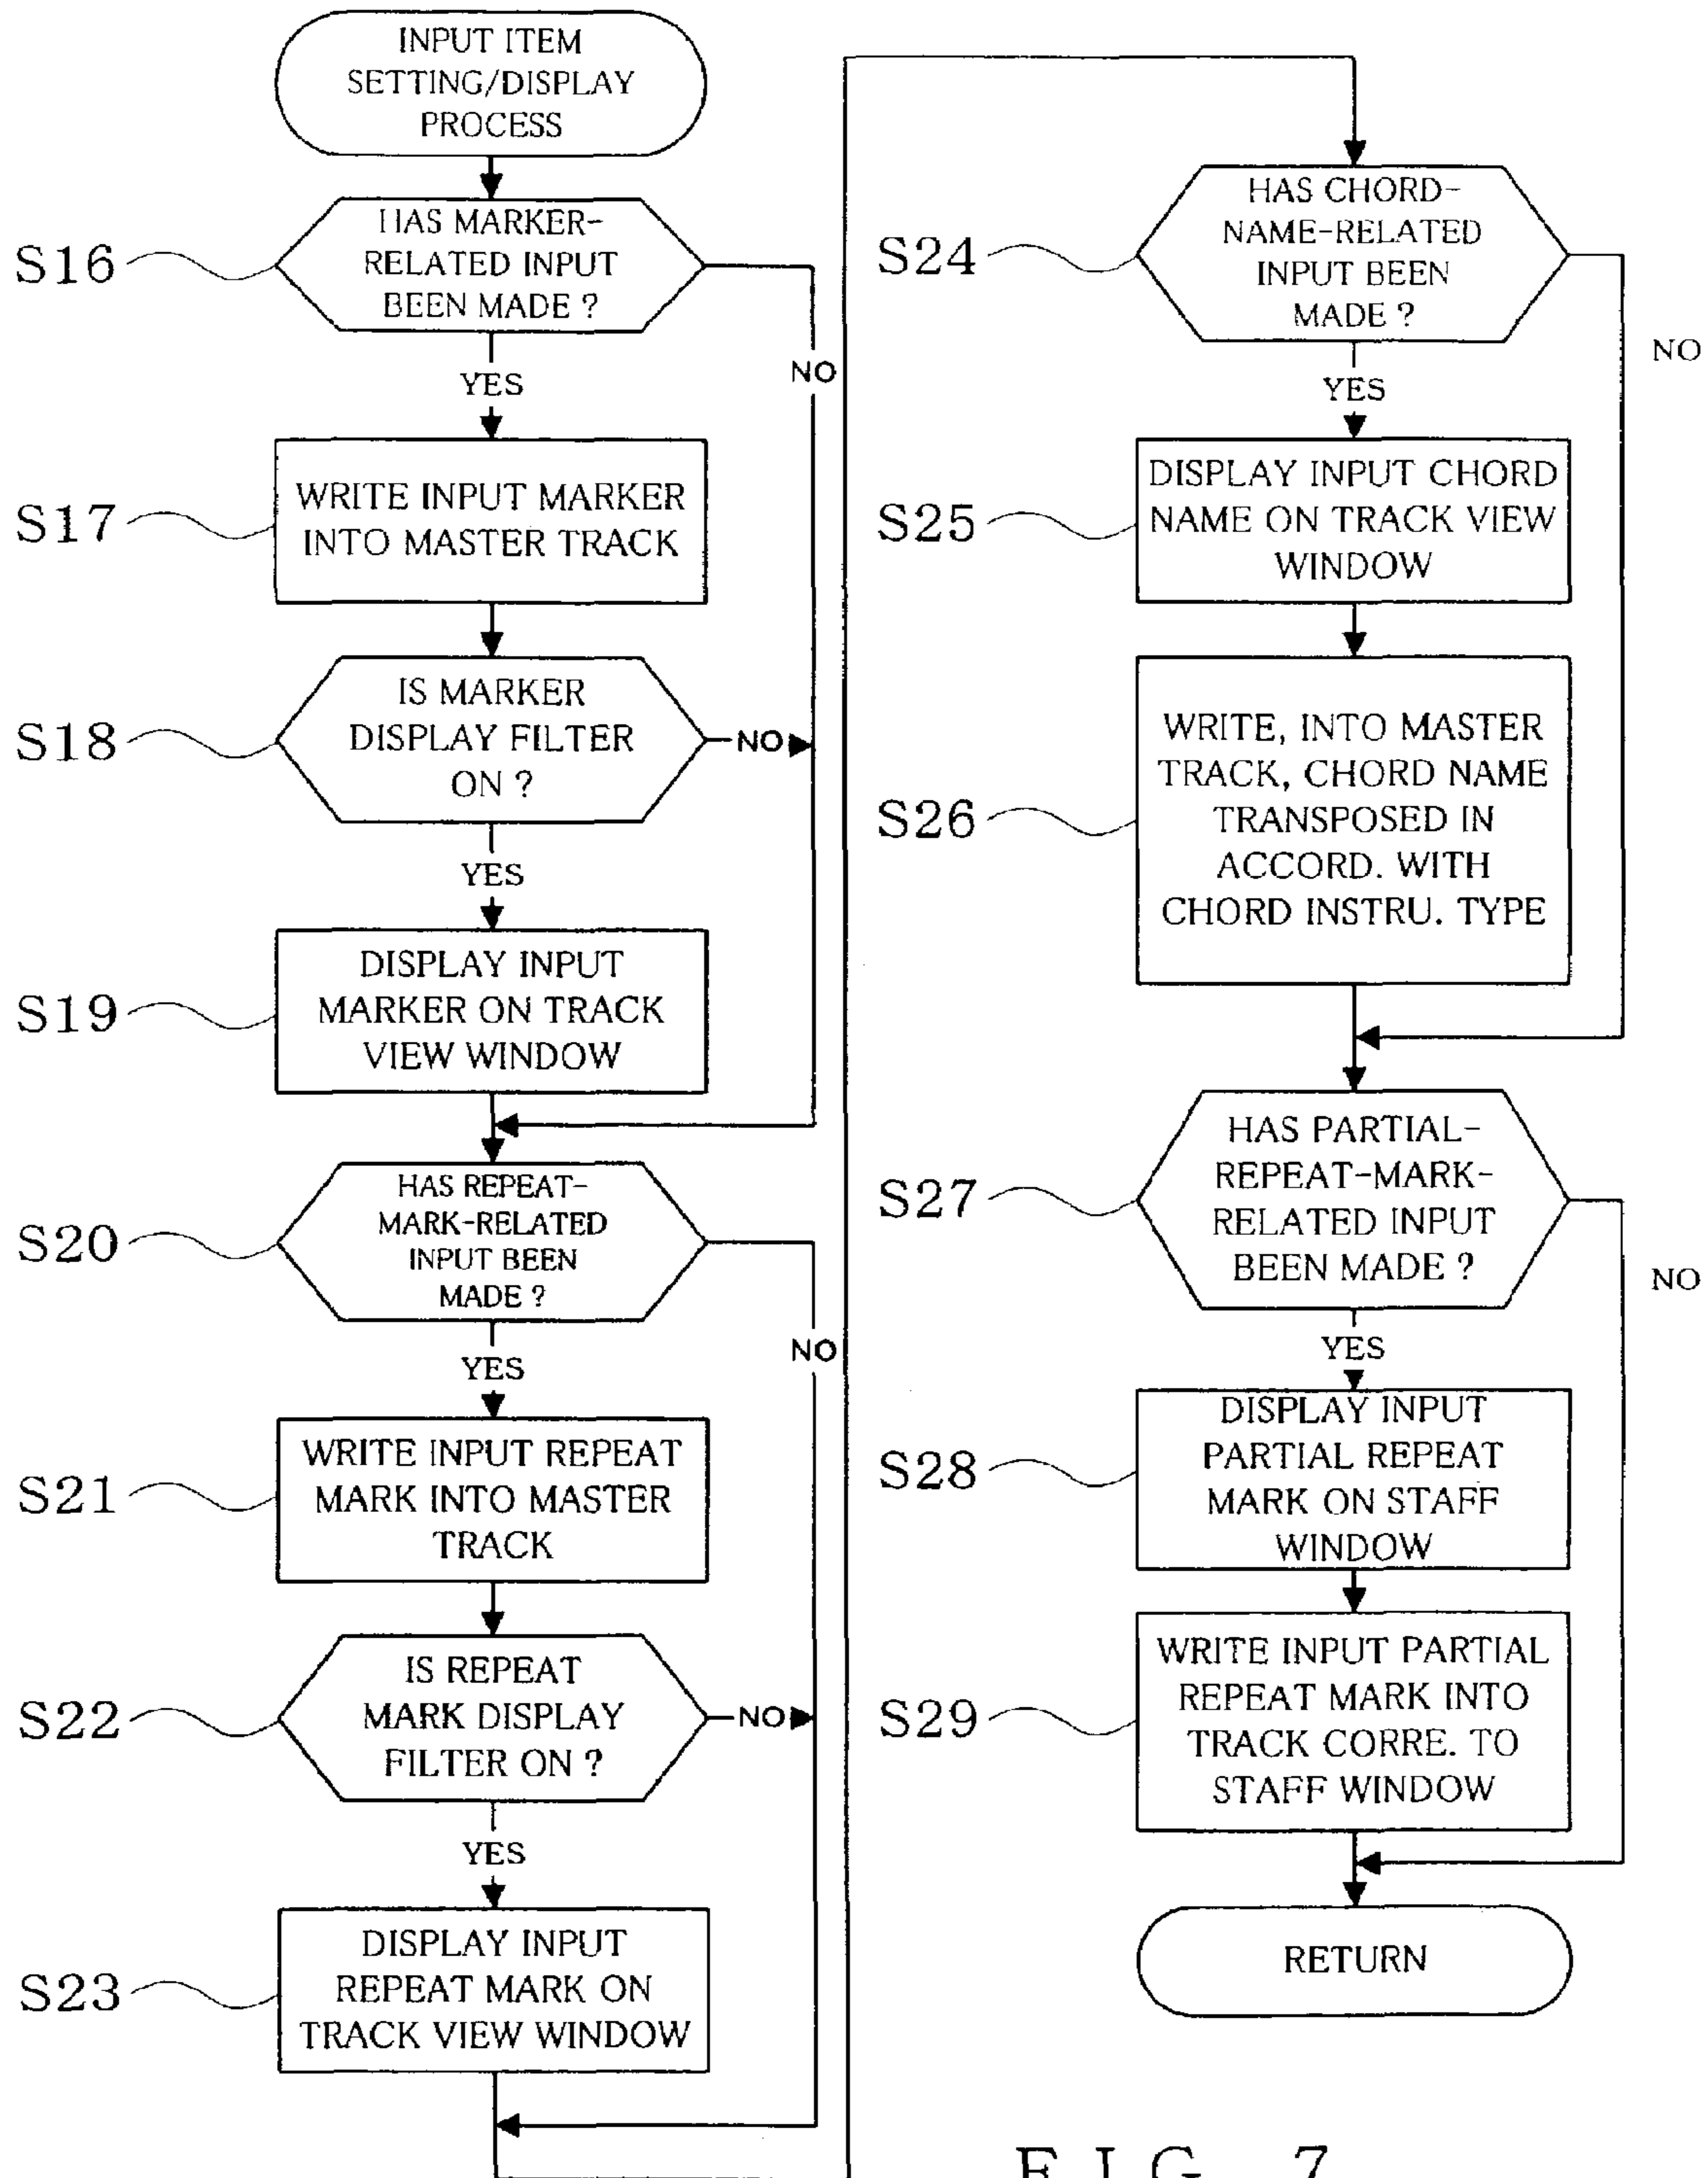 INPUT ITEM
SETTING/DISPLAY
PROCESS
S16
HAS MARKER-
RELATED INPUT
BEEN MADE ?
NO
YES
S17
WRITE INPUT MARKER
INTO MASTER TRACK
S18
IS MARKER
DISPLAY FILTER
ON ?
NO
YES
S19
DISPLAY INPUT
MARKER ON TRACK
VIEW WINDOW
S20
HAS REPEAT-
MARK-RELATED
INPUT BEEN
MADE ?
NO
YES
S21
WRITE INPUT REPEAT
MARK INTO MASTER
TRACK
S22
IS REPEAT
MARK DISPLAY
FILTER ON ?
NO
YES
S23
DISPLAY INPUT
REPEAT MARK ON
TRACK VIEW WINDOW
S24
HAS CHORD-
NAME-RELATED
INPUT BEEN
MADE ?
NO
YES
S25
DISPLAY INPUT CHORD
NAME ON TRACK VIEW
WINDOW
S26
WRITE, INTO MASTER
TRACK, CHORD NAME
TRANSPOSED IN
ACCORD. WITH
CHORD INSTRU. TYPE
S27
HAS PARTIAL-
REPEAT-MARK-
RELATED INPUT
BEEN MADE ?
NO
YES
S28
DISPLAY INPUT
PARTIAL REPEAT
MARK ON STAFF
WINDOW
S29
WRITE INPUT PARTIAL
REPEAT MARK INTO
TRACK CORRE. TO
STAFF WINDOW
RETURN
FIG. 7